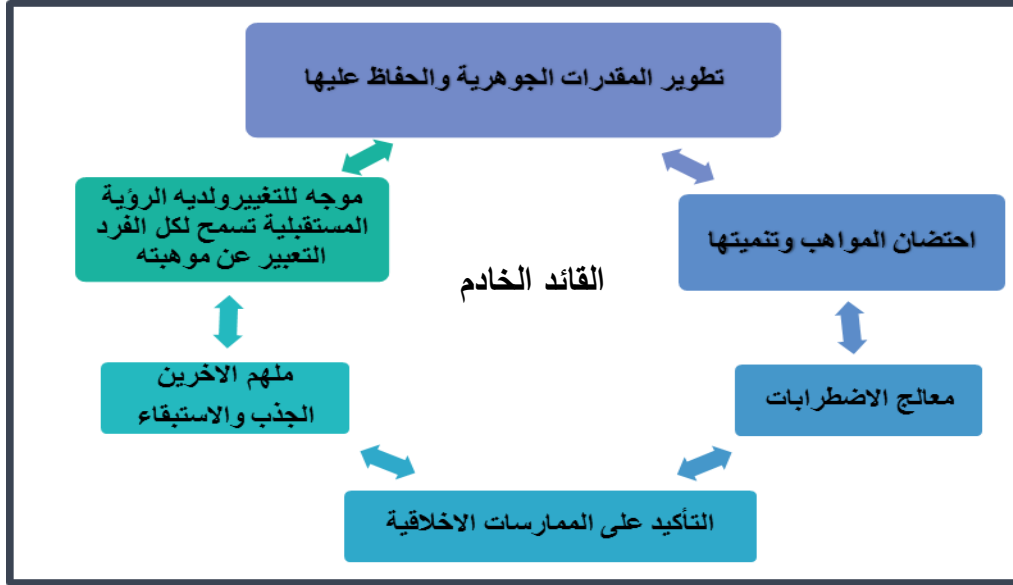 تطوير المقدرات الجوهرية والحفاظ عليها
موجه للتغييرولديه الرؤية
المستقبلية تسمح لكل الفرد
التعبير عن موهبته
احتضان المواهب وتنميتها
القائد الخادم
ملهم الاخرين
الجذب والاستبقاء
معالج الاضطرابات
التأكيد على الممارسات الاخلاقية